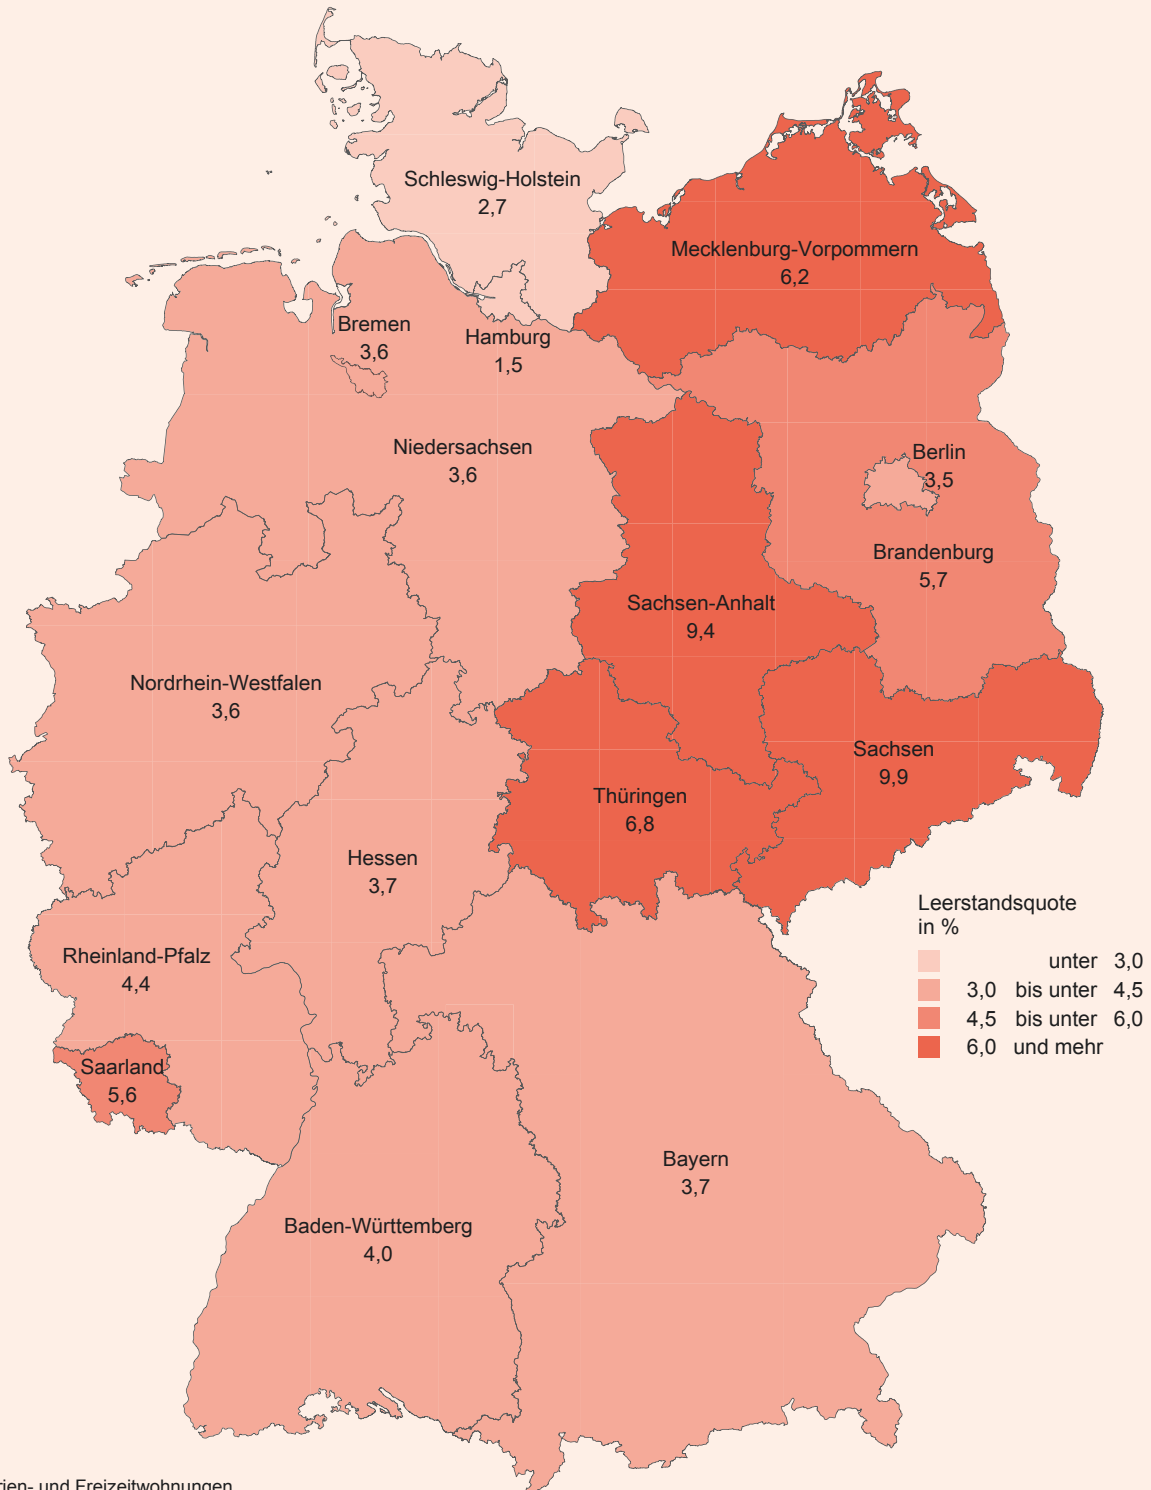 Schleswig-Holstein
2,7
Mecklenburg-Vorpommern
6,2
Bremen
3,6
Hamburg
1,5
Niedersachsen
3,6
Berlin
3,5
Brandenburg
5,7
Sachsen-Anhalt
9,4
Nordrhein-Westfalen
3,6
Sachsen
9,9
Thüringen
6,8
Hessen
3,7
Rheinland-Pfalz
4,4
Saarland
5,6
Bayern
3,7
Baden-Württemberg
4,0
Leerstandsquote
in %
unter 3,0
3,0 bis unter 4,5
4,5 bis unter 6,0
6,0 und mehr
und Freizeitwohnungen